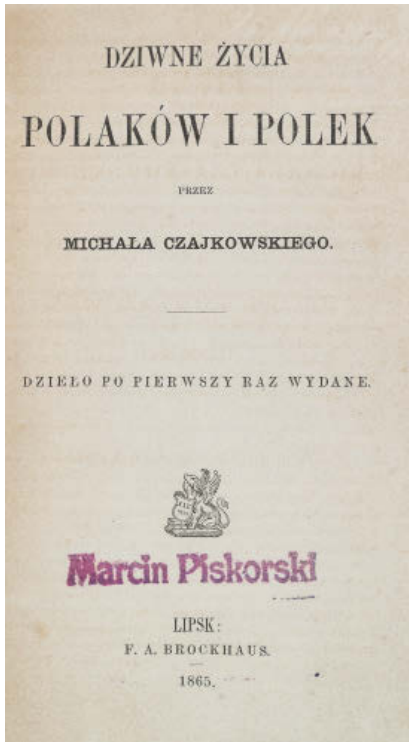 DZIWNE ŻYCIA
POLAKÓW I POLEK
PRZEZ
MICHAŁA CZAJKOWSKIEGO.
DZIEŁO PO PIERWSZY RAZ WYDANE.
Marcin Piskorski
LIPSK:
F. A. BROCKHAUS.
1865.